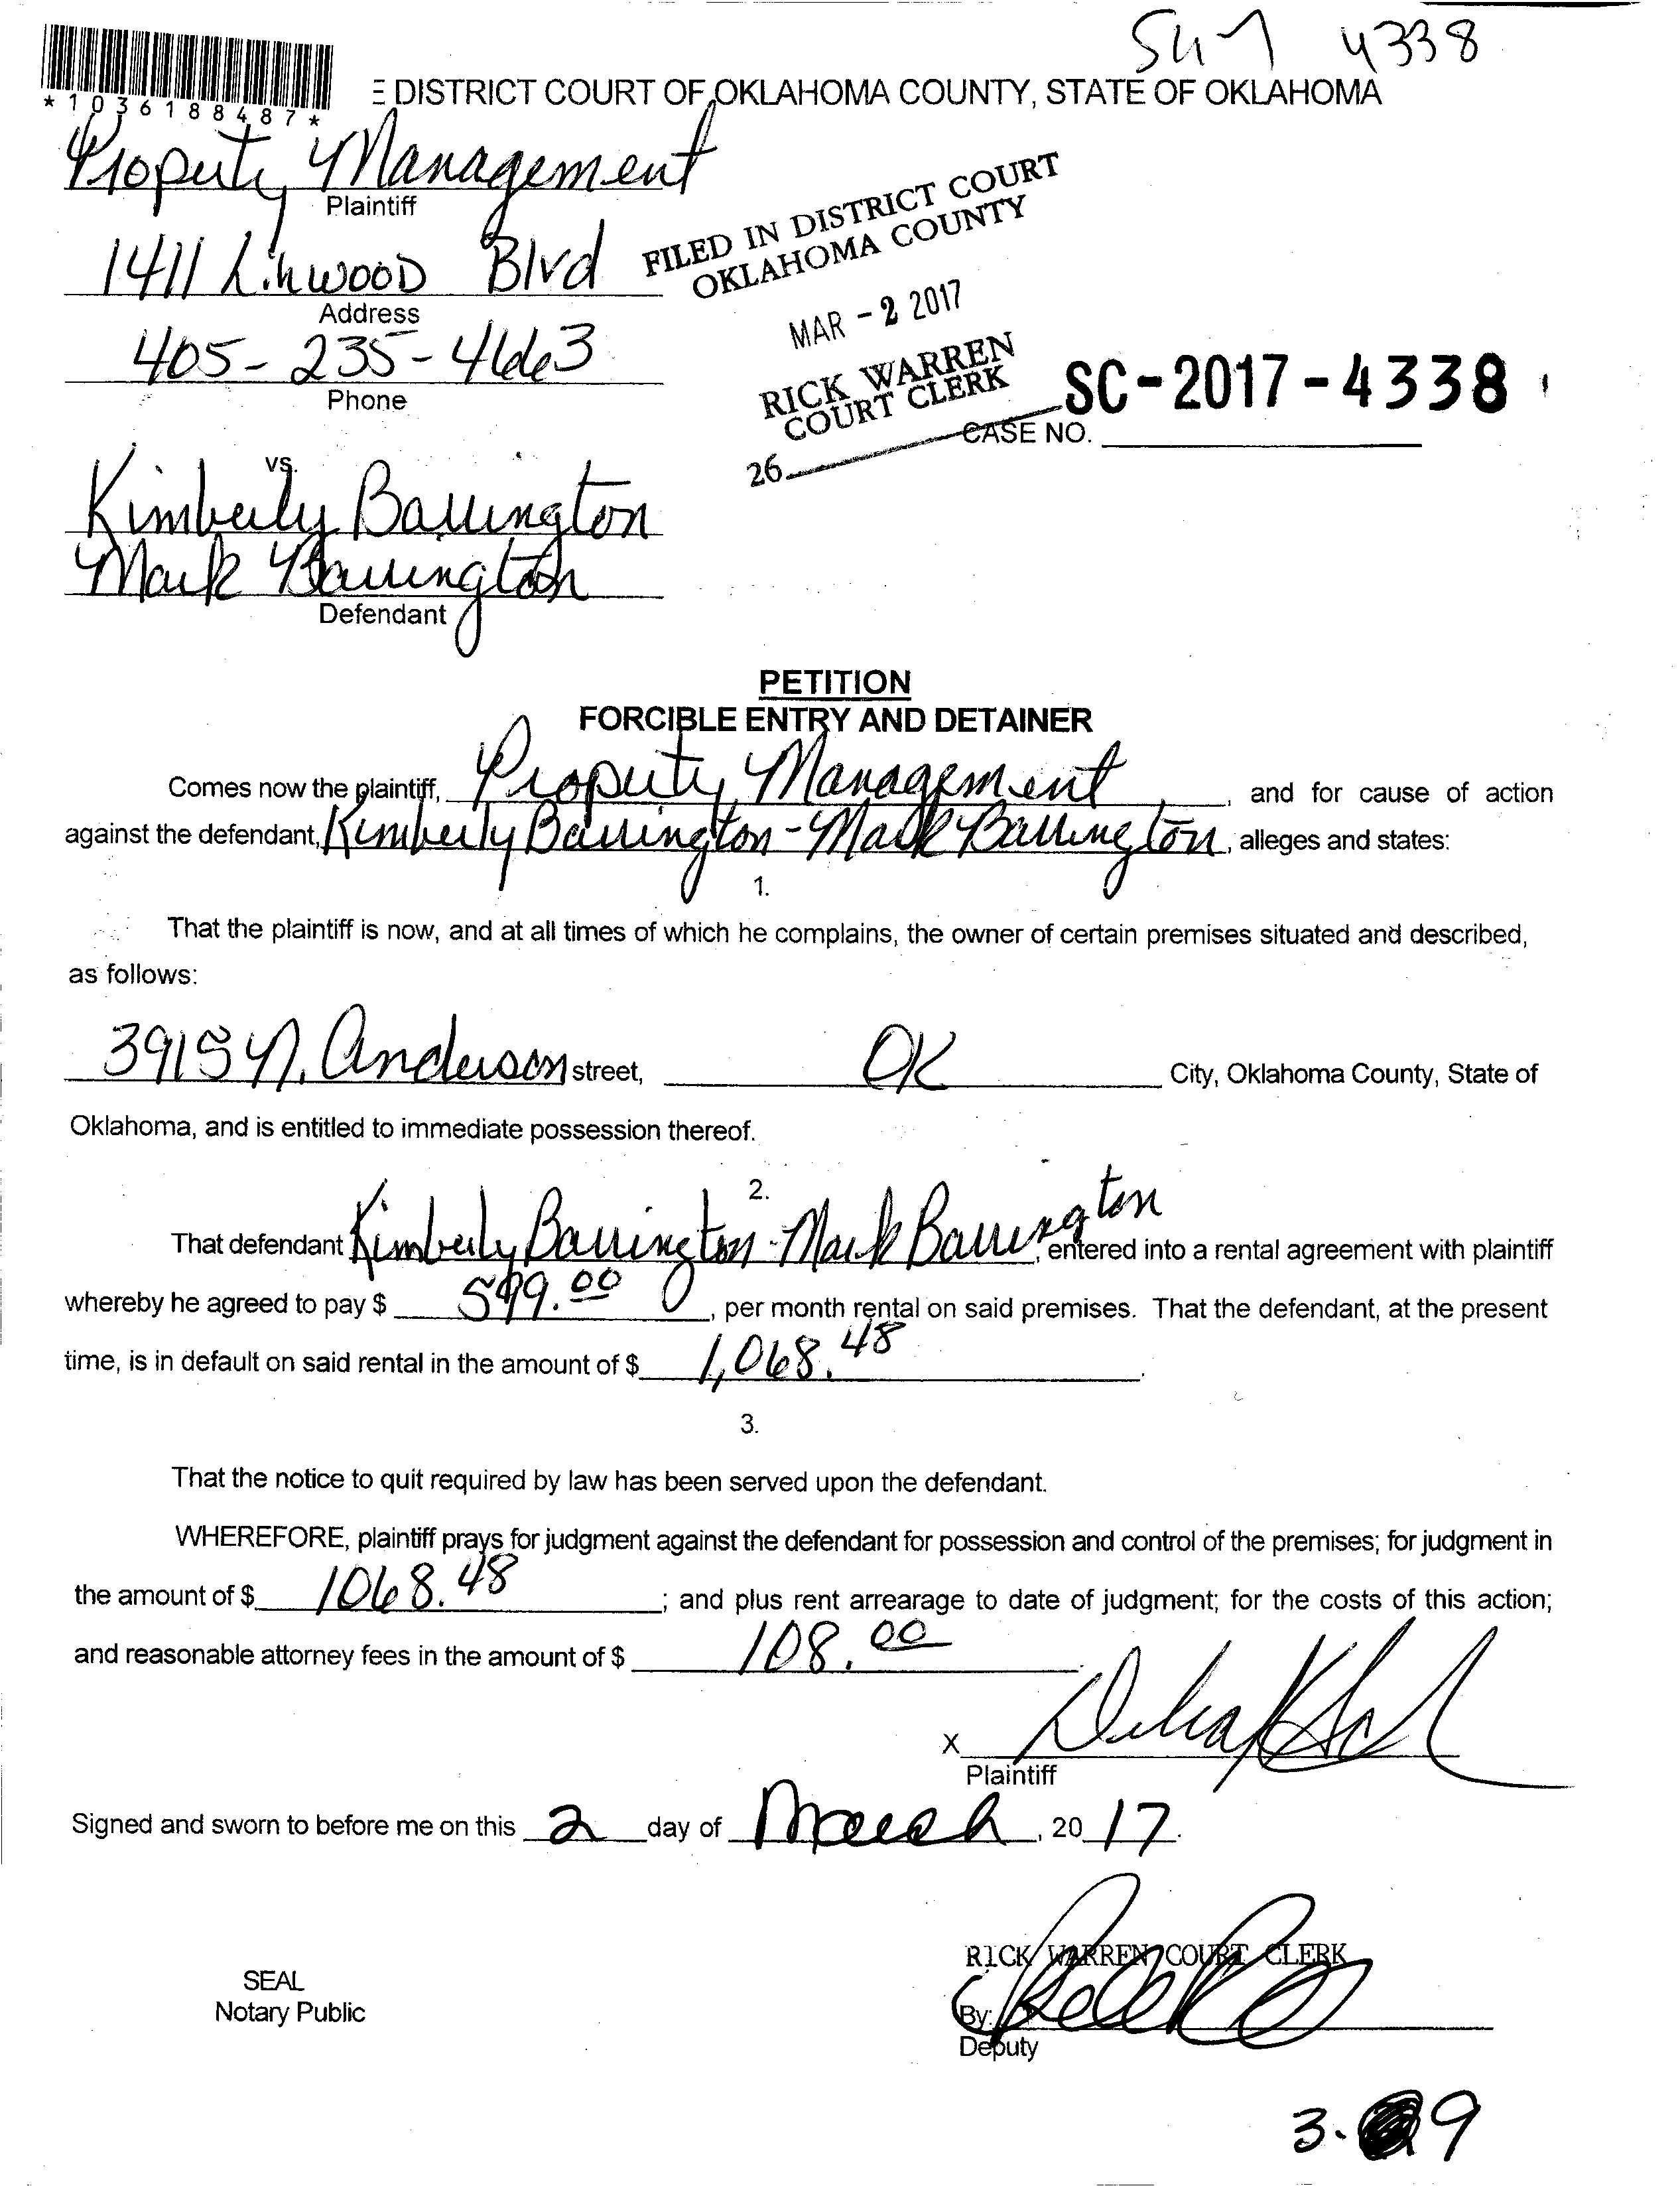 4338
DISTRICT COURT OF OKLAHOMA COUNTY, STATE OF OKLAHOMA
*1036188487*
Property Management
Plaintiff
FILED IN DISTRICT COURT
OKLAHOMA COUNTY
1411 Linwood Blvd
Address
MAR - 2 2017
405-235-4663
Phone
RICK WARREN
COURT CLERK
SC-2017-4338
CASE NO.
26
vs.
Kimberly Barrington
Mark Barrington
Defendant
PETITION
FORCIBLE ENTRY AND DETAINER
Comes now the plaintiff, Property Management, and for cause of action
against the defendant, Kimberly Barrington-Mark Barrington, alleges and states:
1.
That the plaintiff is now, and at all times of which he complains, the owner of certain premises situated and described,
as follows:
3915 N. Anderson street, OK City, Oklahoma County, State of
Oklahoma, and is entitled to immediate possession thereof.
2.
That defendant Kimberly Barrington-Mark Barrington, entered into a rental agreement with plaintiff
whereby he agreed to pay $ 599.00, per month rental on said premises. That the defendant, at the present
time, is in default on said rental in the amount of $ 1,068.48.
3.
That the notice to quit required by law has been served upon the defendant.
WHEREFORE, plaintiff prays for judgment against the defendant for possession and control of the premises; for judgment in
the amount of $ 1068.48; and plus rent arrearage to date of judgment; for the costs of this action;
and reasonable attorney fees in the amount of $ 108.00.
X
Plaintiff
Signed and sworn to before me on this 2 day of March, 2017.
RICK WARREN COURT CLERK
SEAL
Notary Public
By:
Deputy
3. 9